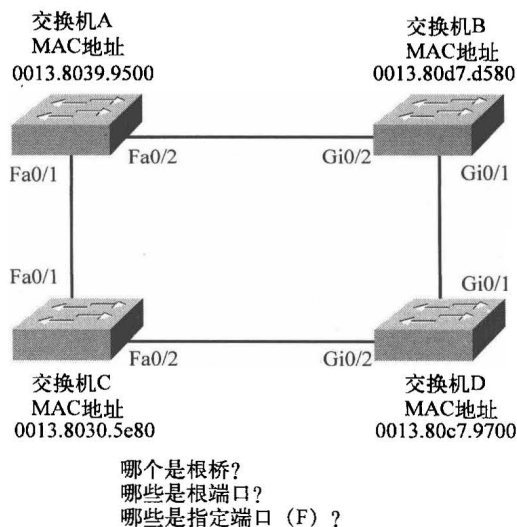 交换机A
MAC地址
0013.8039.9500
交换机B
MAC地址
0013.80d7.d580
Fa0/2
Gi0/2
Fa0/1
Gi0/1
Fa0/1
Gi0/1
Fa0/2
Gi0/2
交换机C
MAC地址
0013.8030.5e80
交换机D
MAC地址
0013.80c7.9700
哪个是根桥?
哪些是根端口?
哪些是指定端口（F）?